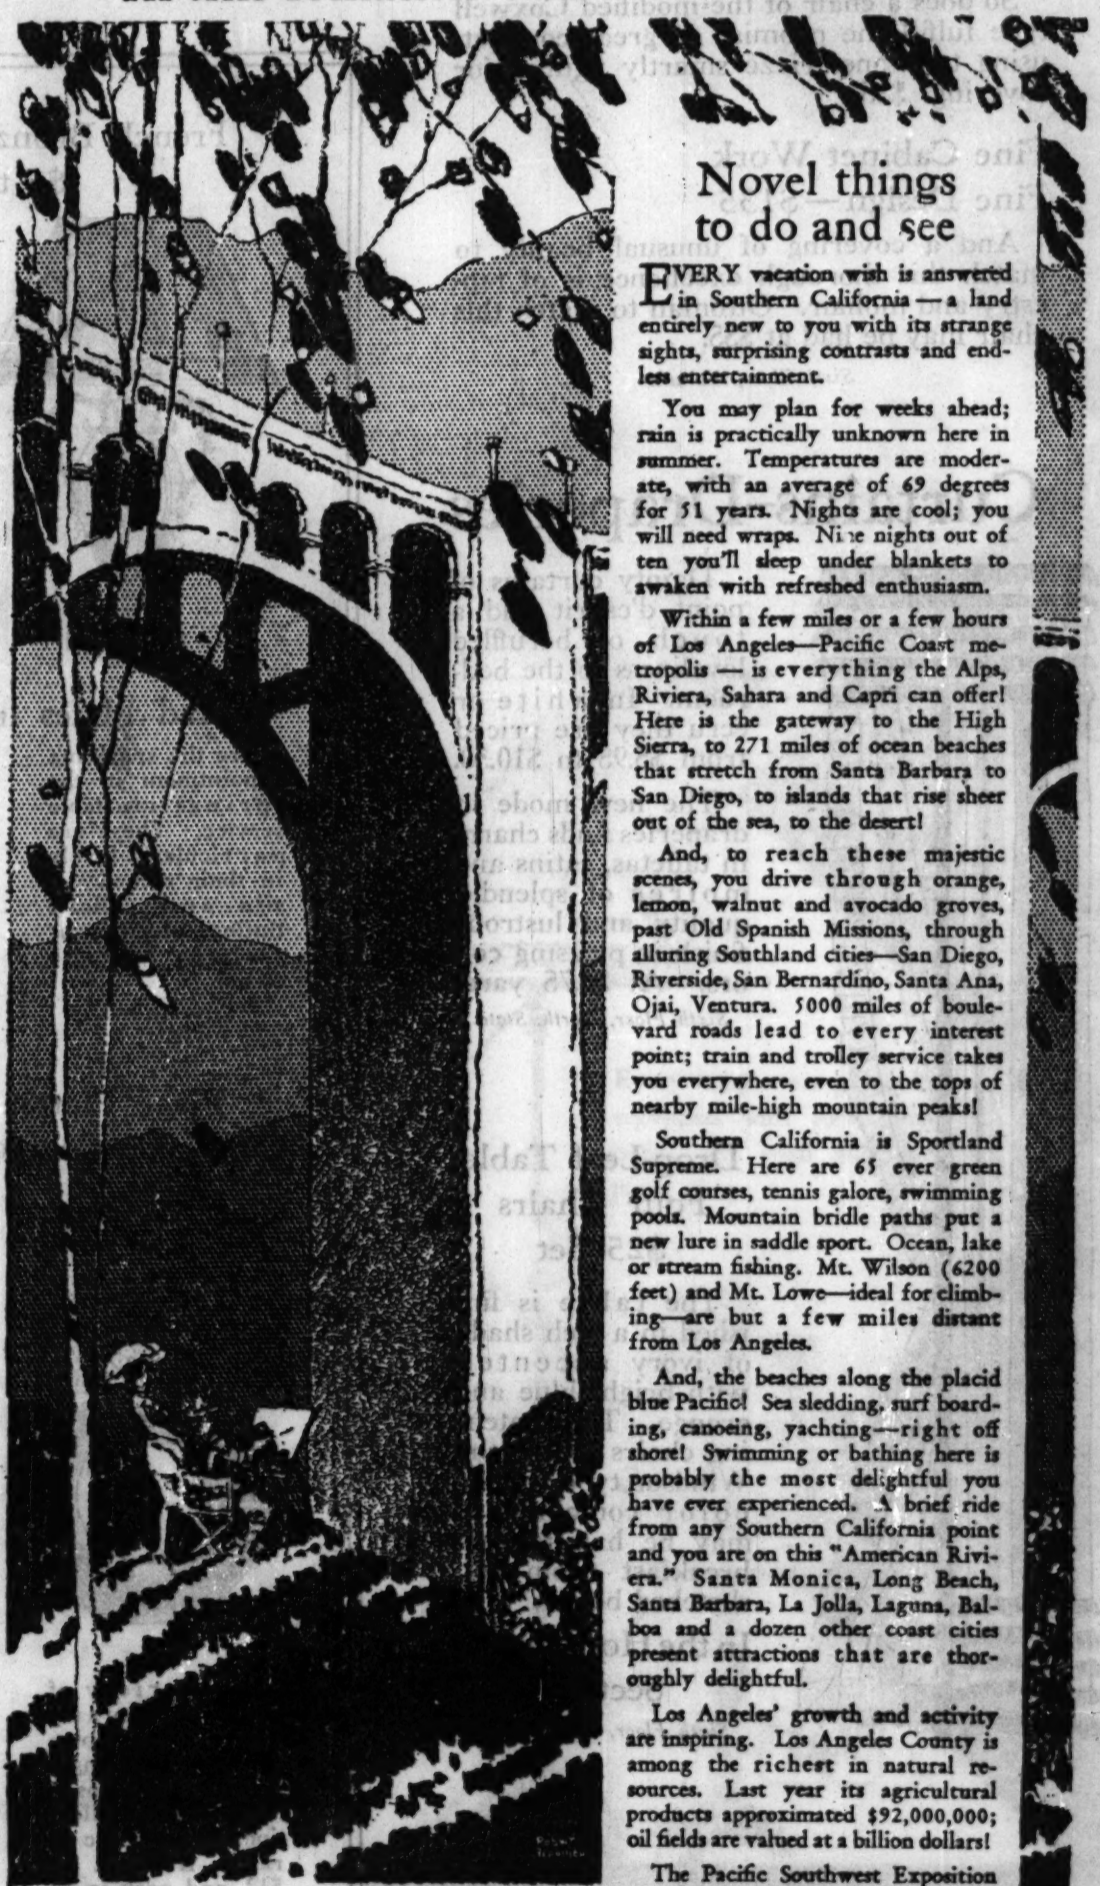 Novel things
to do and see
EVERY vacation wish is answered
in Southern California — a land
entirely new to you with its strange
sights, surprising contrasts and end-
less entertainment.
You may plan for weeks ahead;
rain is practically unknown here in
summer. Temperatures are moder-
ate, with an average of 69 degrees
for 51 years. Nights are cool; you
will need wraps. Nine nights out of
ten you'll sleep under blankets to
awaken with refreshed enthusiasm.
Within a few miles or a few hours
of Los Angeles—Pacific Coast me-
tropolis — is everything the Alps,
Riviera, Sahara and Capri can offer!
Here is the gateway to the High
Sierra, to 271 miles of ocean beaches
that stretch from Santa Barbara to
San Diego, to islands that rise sheer
out of the sea, to the desert!
And, to reach these majestic
scenes, you drive through orange,
lemon, walnut and avocado groves,
past Old Spanish Missions, through
alluring Southland cities—San Diego,
Riverside, San Bernardino, Santa Ana,
Ojai, Ventura. 5000 miles of boule-
vard roads lead to every interest
point; train and trolley service takes
you everywhere, even to the tops of
nearby mile-high mountain peaks!
Southern California is Sportland
Supreme. Here are 65 ever green
golf courses, tennis galore, swimming
pools. Mountain bridle paths put a
new lure in saddle sport. Ocean, lake
or stream fishing. Mt. Wilson (6200
feet) and Mt. Lowe—ideal for climb-
ing—are but a few miles distant
from Los Angeles.
And, the beaches along the placid
blue Pacific! Sea sledding, surf board-
ing, canoeing, yachting—right off
shore! Swimming or bathing here is
probably the most delightful you
have ever experienced. A brief ride
from any Southern California point
and you are on this "American Rivi-
era." Santa Monica, Long Beach,
Santa Barbara, La Jolla, Laguna, Bal-
boa and a dozen other coast cities
present attractions that are thor-
oughly delightful.
Los Angeles' growth and activity
are inspiring. Los Angeles County is
among the richest in natural re-
sources. Last year its agricultural
products approximated $92,000,000;
oil fields are valued at a billion dollars!
The Pacific Southwest Exposition